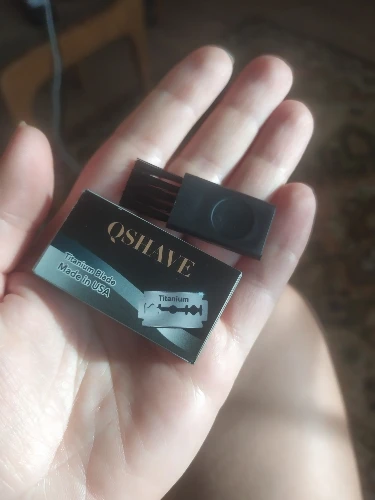 QSHAVE
Titanium Blade
Made in USA
Titanium